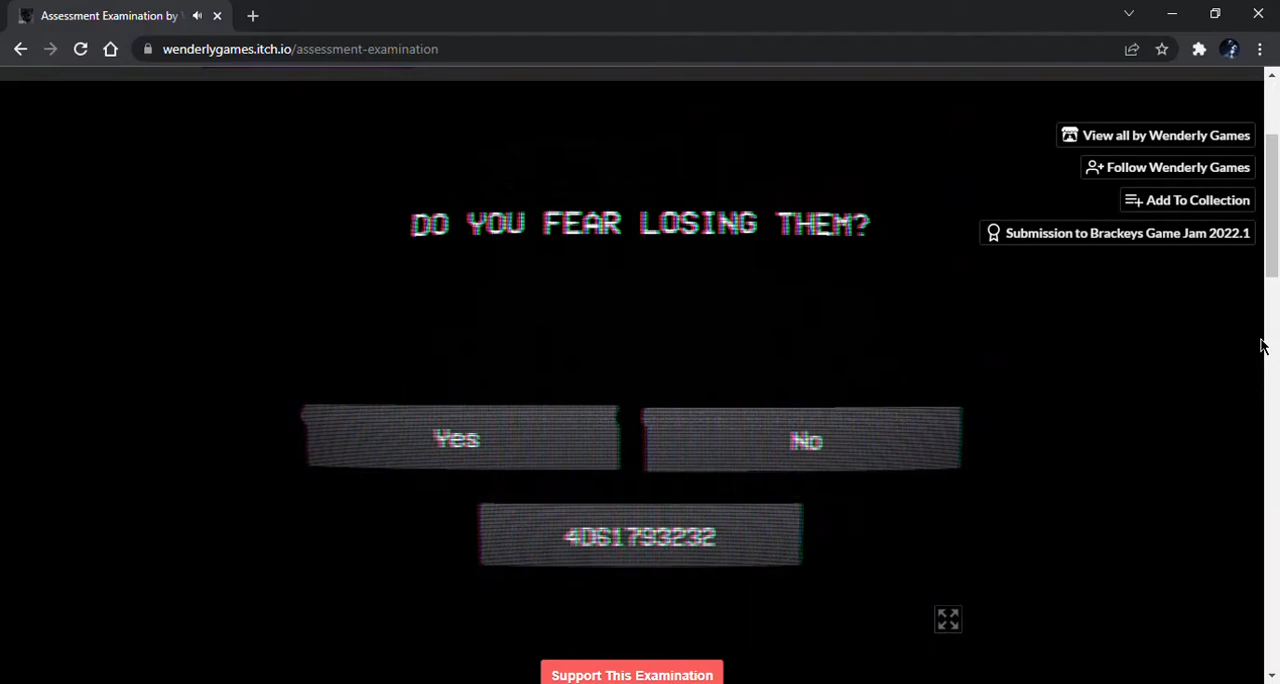 Assessment Examination by
wenderlygames.itch.io/assessment-examination
View all by Wenderly Games
Follow Wenderly Games
Add To Collection
Submission to Brackeys Game Jam 2022.1
DO YOU FEAR LOSING THEM?
Yes
No
4D61793232
Support This Examination